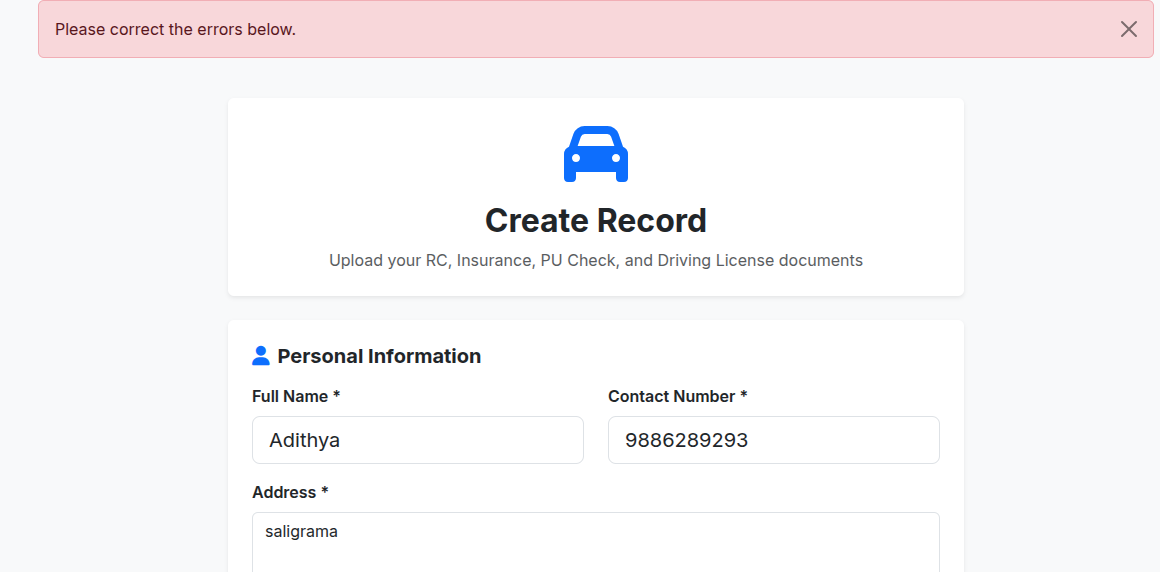 Please correct the errors below.
Create Record
Upload your RC, Insurance, PU Check, and Driving License documents
Personal Information
Full Name *
Contact Number *
Adithya
9886289293
Address *
saligrama